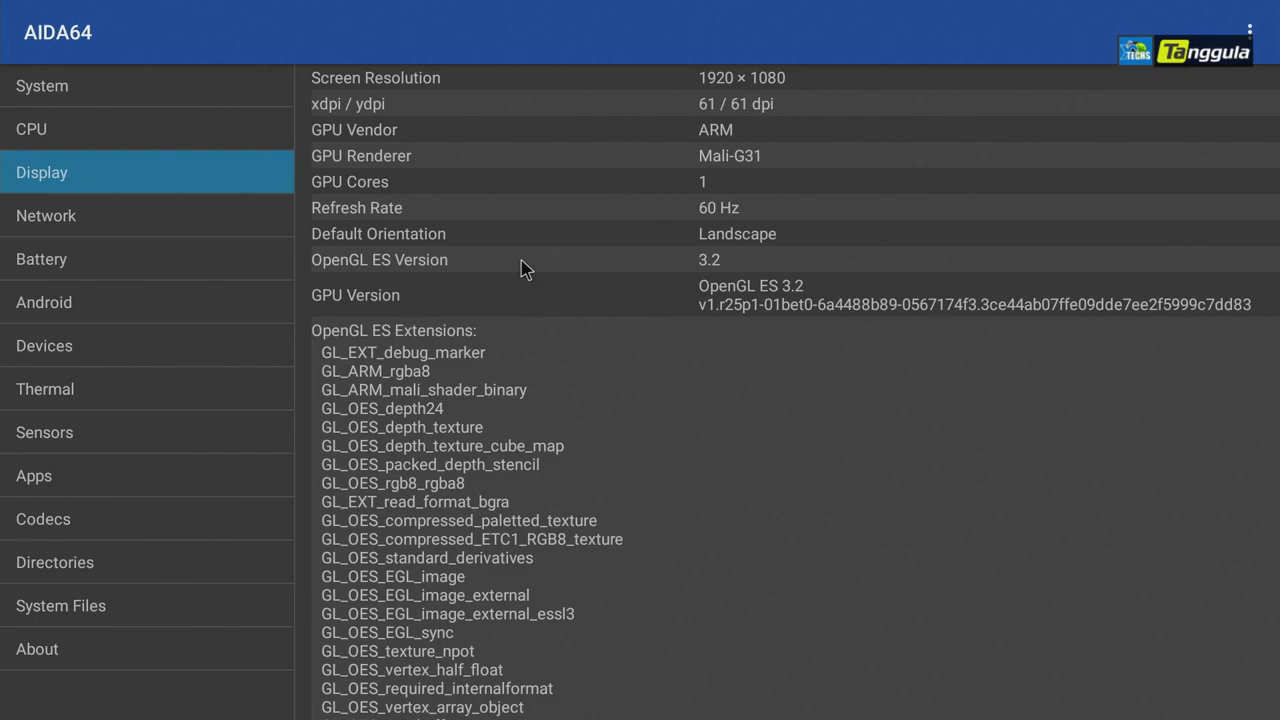 AIDA64
TECHS
Tanggula
System
CPU
Display
Network
Battery
Android
Devices
Thermal
Sensors
Apps
Codecs
Directories
System Files
About
Screen Resolution 1920 × 1080
xdpi / ydpi 61 / 61 dpi
GPU Vendor ARM
GPU Renderer Mali-G31
GPU Cores 1
Refresh Rate 60 Hz
Default Orientation Landscape
OpenGL ES Version 3.2
GPU Version OpenGL ES 3.2
v1.r25p1-01bet0-6a4488b89-0567174f3.3ce44ab07ffe09dde7ee2f5999c7dd83
OpenGL ES Extensions:
GL_EXT_debug_marker
GL_ARM_rgba8
GL_ARM_mali_shader_binary
GL_OES_depth24
GL_OES_depth_texture
GL_OES_depth_texture_cube_map
GL_OES_packed_depth_stencil
GL_OES_rgb8_rgba8
GL_EXT_read_format_bgra
GL_OES_compressed_paletted_texture
GL_OES_compressed_ETC1_RGB8_texture
GL_OES_standard_derivatives
GL_OES_EGL_image
GL_OES_EGL_image_external
GL_OES_EGL_image_external_essl3
GL_OES_EGL_sync
GL_OES_texture_npot
GL_OES_vertex_half_float
GL_OES_required_internalformat
GL_OES_vertex_array_object